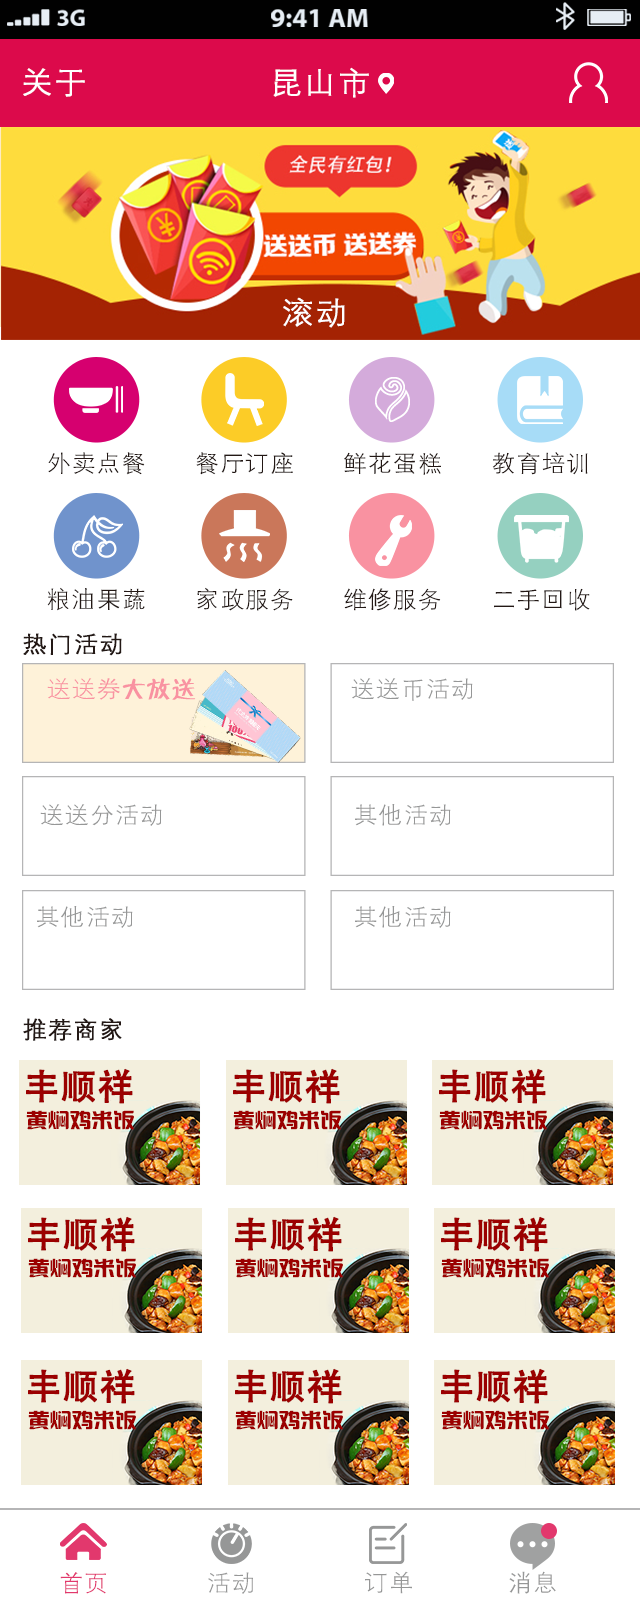 3G 9:41 AM
关于 昆山市
全民有红包!
送送币 送送券
滚动
外卖点餐 餐厅订座 鲜花蛋糕 教育培训
粮油果蔬 家政服务 维修服务 二手回收
热门活动
送送券大放送 送送币活动
送送分活动 其他活动
其他活动 其他活动
推荐商家
丰顺祥 丰顺祥 丰顺祥
黄焖鸡米饭 黄焖鸡米饭 黄焖鸡米饭
丰顺祥 丰顺祥 丰顺祥
黄焖鸡米饭 黄焖鸡米饭 黄焖鸡米饭
丰顺祥 丰顺祥 丰顺祥
黄焖鸡米饭 黄焖鸡米饭 黄焖鸡米饭
首页 活动 订单 消息